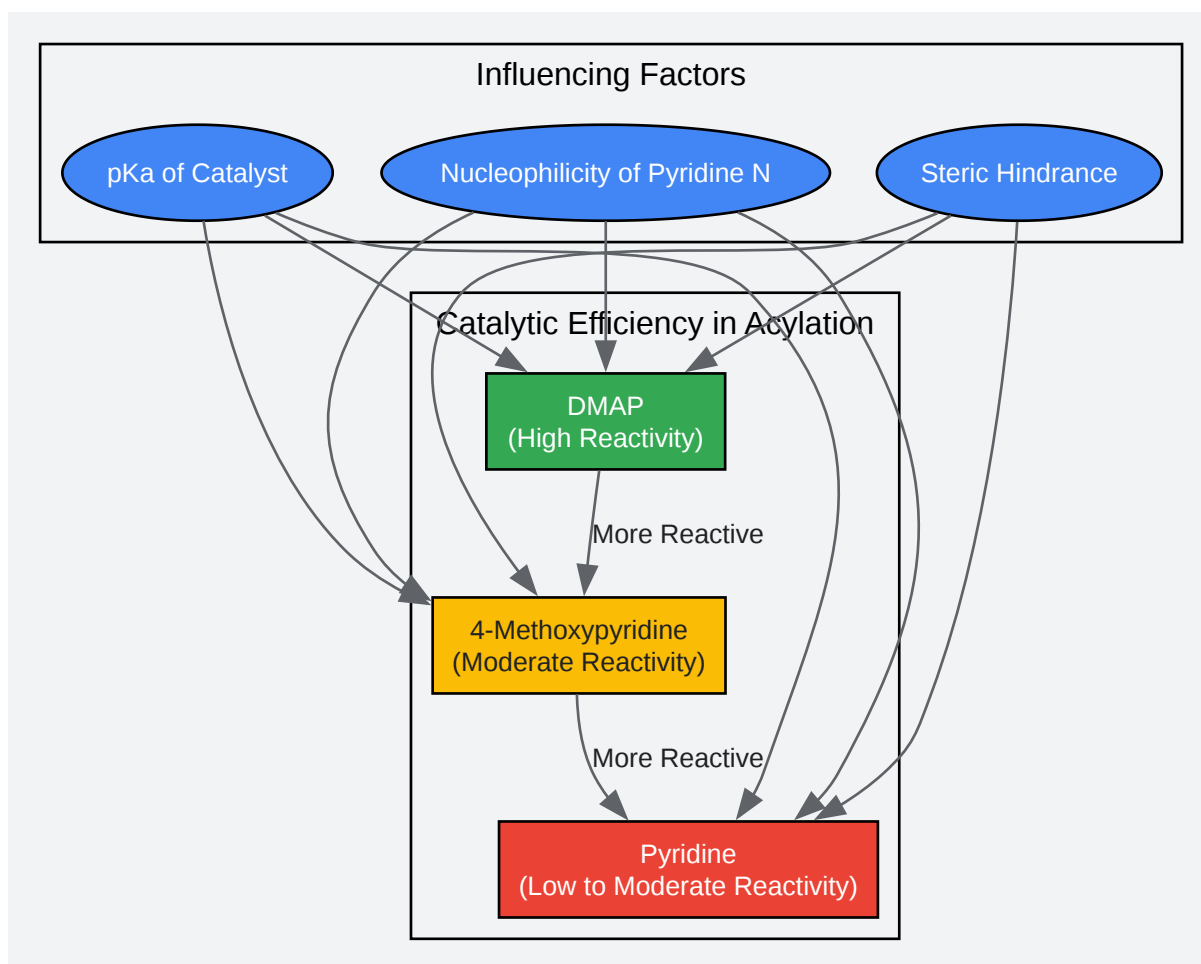 Influencing Factors
pKa of Catalyst
Nucleophilicity of Pyridine N
Steric Hindrance
Catalytic Efficiency in Acylation
DMAP
(High Reactivity)
More Reactive
4-Methoxypyridine
(Moderate Reactivity)
More Reactive
Pyridine
(Low to Moderate Reactivity)